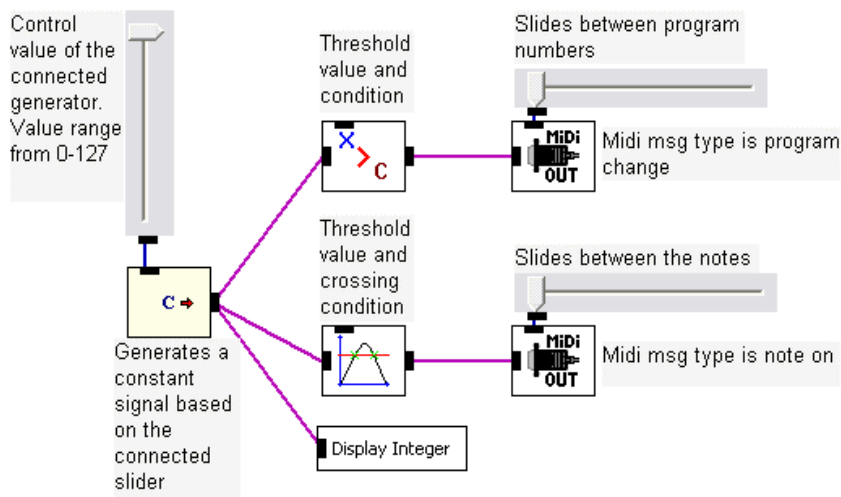 Control
value of the
connected
generator.
Value range
from 0-127
Threshold
value and
condition
Slides between program
numbers
X
>
C
MiDi
OUT
Midi msg type is program
change
Threshold
value and
crossing
condition
Slides between the notes
C
MiDi
OUT
Midi msg type is note on
Generates a
constant
signal based
on the
connected
slider
Display Integer